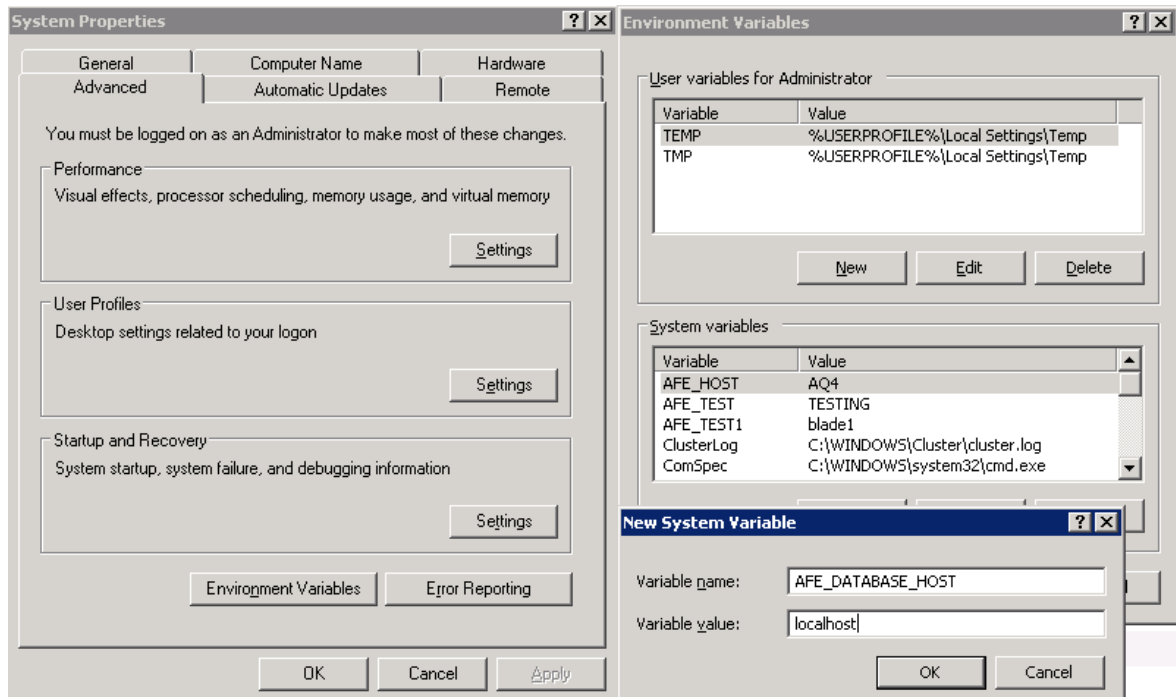 System Properties
General Computer Name Hardware
Advanced Automatic Updates Remote
You must be logged on as an Administrator to make most of these changes.
Performance
Visual effects, processor scheduling, memory usage, and virtual memory
Settings
User Profiles
Desktop settings related to your logon
Settings
Startup and Recovery
System startup, system failure, and debugging information
Settings
Environment Variables Error Reporting
OK Cancel Apply
Environment Variables
User variables for Administrator
Variable Value
TEMP %USERPROFILE%\Local Settings\Temp
TMP %USERPROFILE%\Local Settings\Temp
New Edit Delete
System variables
Variable Value
AFE_HOST AQ4
AFE_TEST TESTING
AFE_TEST1 blade1
ClusterLog C:\WINDOWS\Cluster\cluster.log
ComSpec C:\WINDOWS\system32\cmd.exe
New System Variable
Variable name: AFE_DATABASE_HOST
Variable value: localhost
OK Cancel